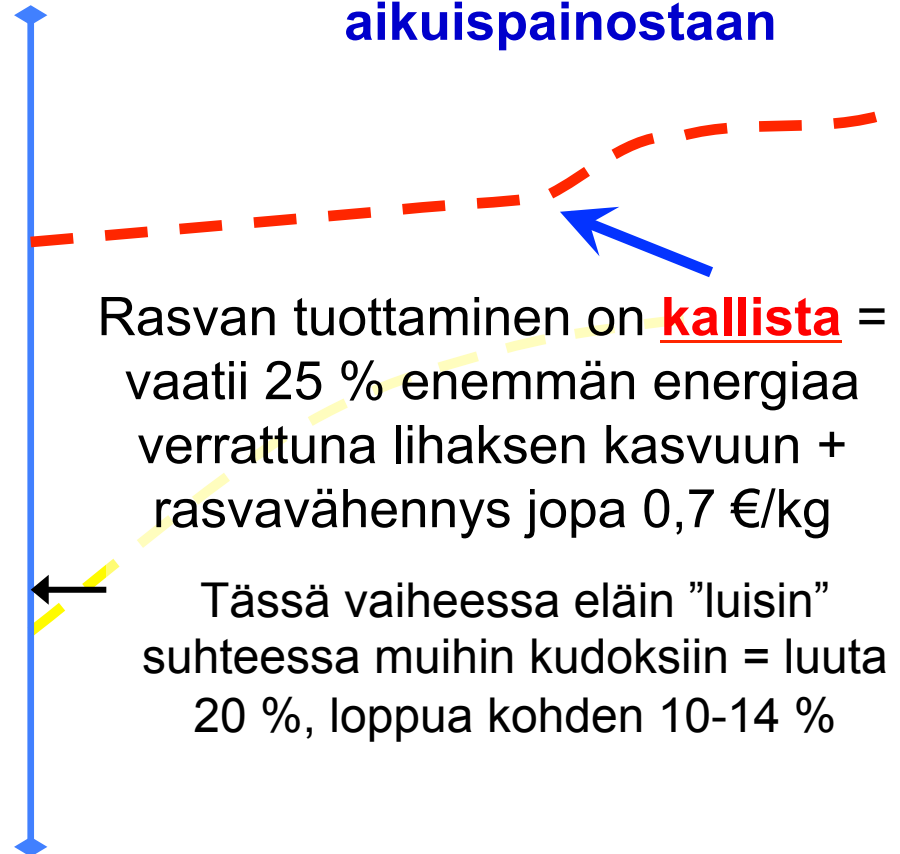 aikuispainostaan
Rasvan tuottaminen on kallista =
vaatii 25 % enemmän energiaa
verrattuna lihaksen kasvuun +
rasvavähennys jopa 0,7 €/kg
Tässä vaiheessa eläin ”luisin”
suhteessa muihin kudoksiin = luuta
20 %, loppua kohden 10-14 %